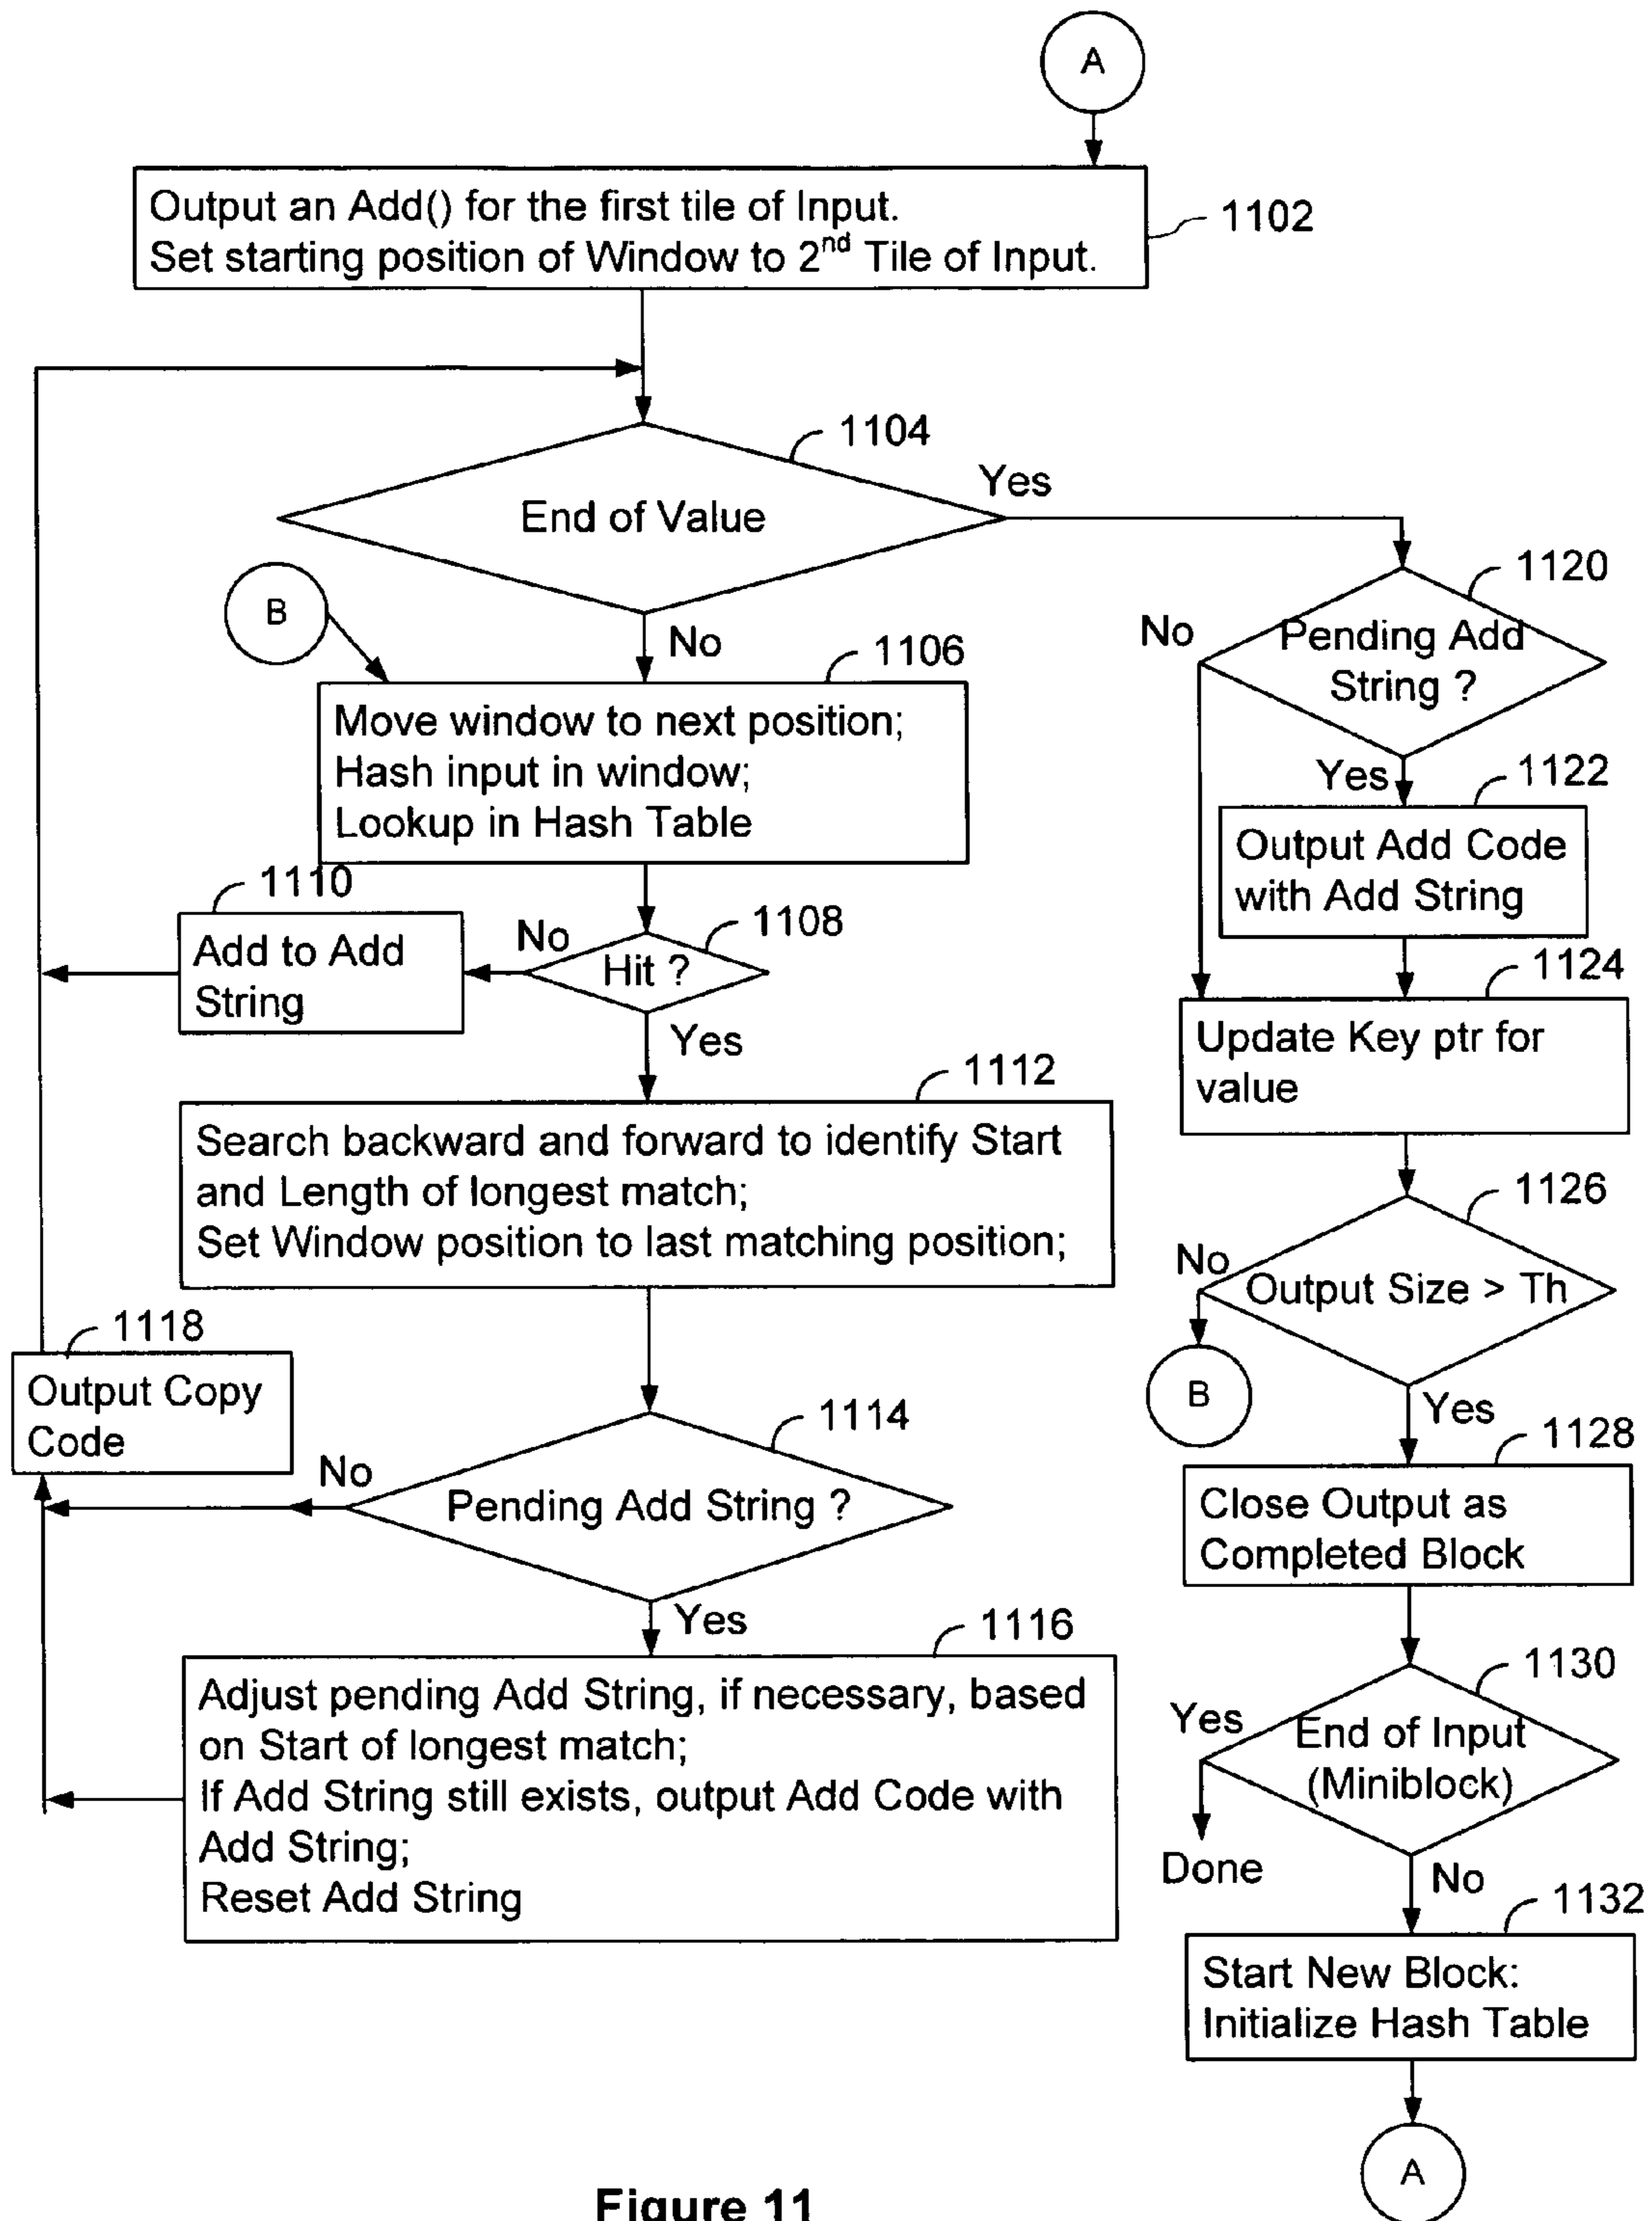 A
Output an Add() for the first tile of Input.
Set starting position of Window to 2nd Tile of Input.
1102
1104
End of Value
Yes
No
B
1106
Move window to next position;
Hash input in window;
Lookup in Hash Table
1108
Hit ?
No
1110
Add to Add
String
Yes
1112
Search backward and forward to identify Start
and Length of longest match;
Set Window position to last matching position;
1114
Pending Add String ?
No
1118
Output Copy
Code
Yes
1116
Adjust pending Add String, if necessary, based
on Start of longest match;
If Add String still exists, output Add Code with
Add String;
Reset Add String
1120
Pending Add
String ?
No
Yes
1122
Output Add Code
with Add String
1124
Update Key ptr for
value
1126
Output Size > Th
No
B
Yes
1128
Close Output as
Completed Block
1130
End of Input
(Miniblock)
Yes
Done
No
1132
Start New Block:
Initialize Hash Table
A
Figure 11